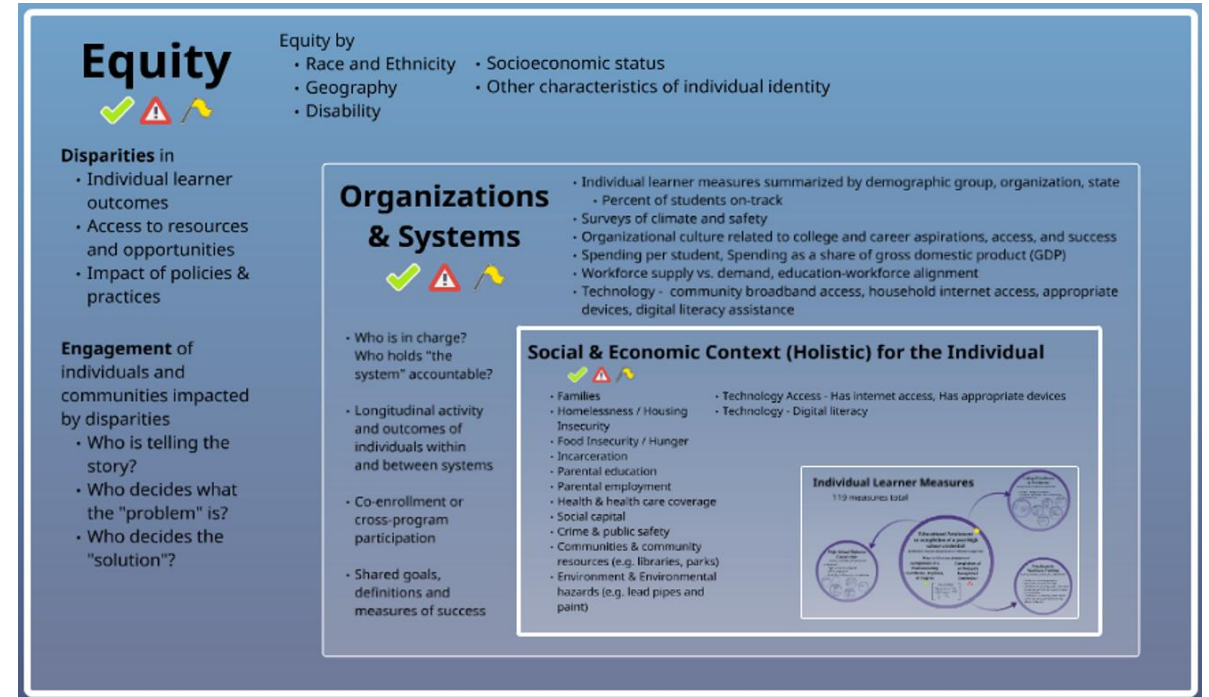 Equity
Equity by
• Race and Ethnicity
• Geography
• Disability
• Socioeconomic status
• Other characteristics of individual identity
Disparities in
• Individual learner
outcomes
• Access to resources
and opportunities
• Impact of policies &
practices
Engagement of
individuals and
communities impacted
by disparities
• Who is telling the
story?
• Who decides what
the "problem" is?
• Who decides the
"solution"?
Organizations
& Systems
• Individual learner measures summarized by demographic group, organization, state
• Percent of students on-track
• Surveys of climate and safety
• Organizational culture related to college and career aspirations, access, and success
• Spending per student, Spending as a share of gross domestic product (GDP)
• Workforce supply vs. demand, education-workforce alignment
• Technology - community broadband access, household internet access, appropriate
devices, digital literacy assistance
• Who is in charge?
Who holds "the
system" accountable?
• Longitudinal activity
and outcomes of
individuals within
and between systems
• Co-enrollment or
cross-program
participation
• Shared goals,
definitions and
measures of success
Social & Economic Context (Holistic) for the Individual
• Families
• Homelessness / Housing
Insecurity
• Food Insecurity / Hunger
• Incarceration
• Parental education
• Parental employment
• Health & health care coverage
• Social capital
• Crime & public safety
• Communities & community
resources (e.g. libraries, parks)
• Environment & Environmental
hazards (e.g. lead pipes and
paint)
• Technology Access - Has internet access, Has appropriate devices
• Technology - Digital literacy
Individual Learner Measures
119 measures total
Educational Attainment